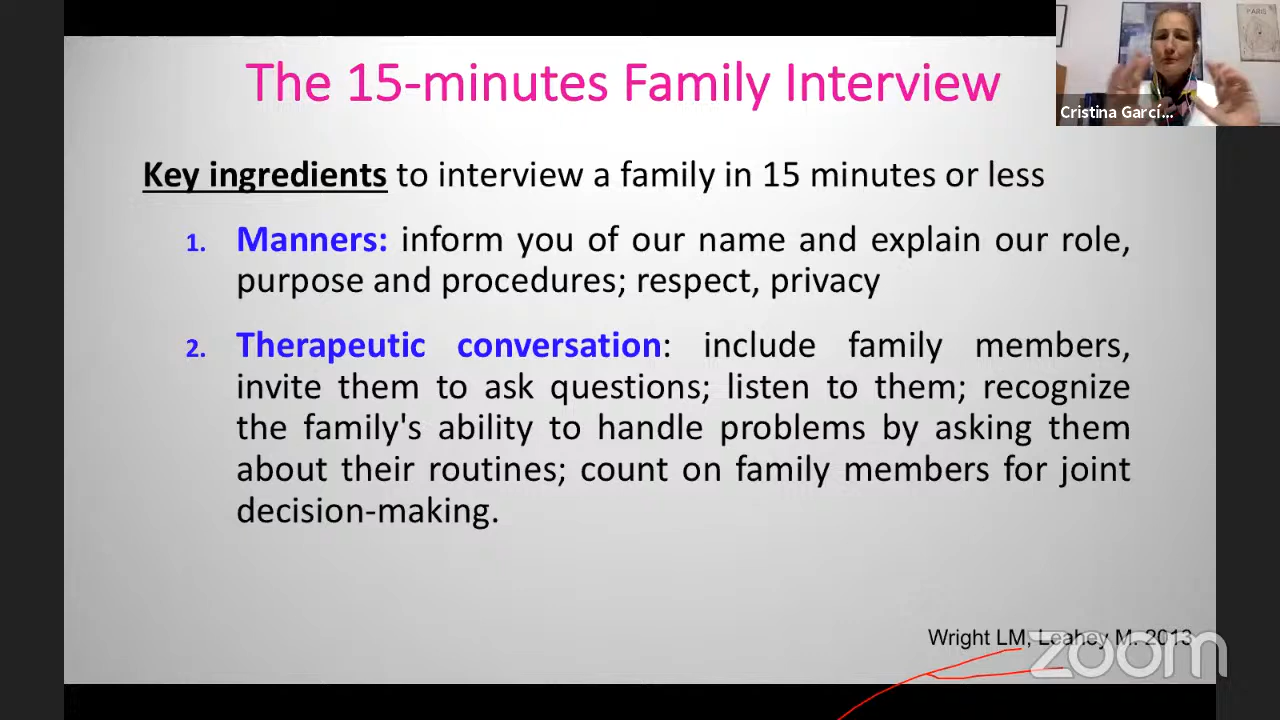 The 15-minutes Family Interview
PARIS
Cristina Garcí...
Key ingredients to interview a family in 15 minutes or less
1. Manners: inform you of our name and explain our role,
purpose and procedures; respect, privacy
2. Therapeutic conversation: include family members,
invite them to ask questions; listen to them; recognize
the family's ability to handle problems by asking them
about their routines; count on family members for joint
decision-making.
Wright LM, Leahey M. 2013
zoom